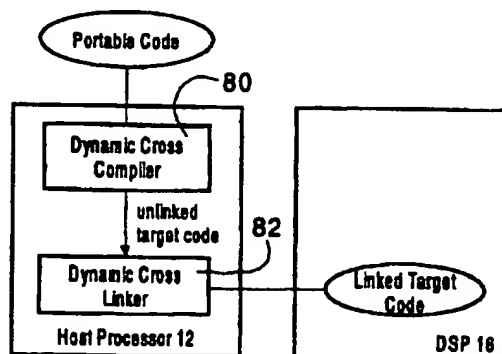 Portable Code
80
Dynamic Cross
Compiler
unlinked
target code
82
Dynamic Cross
Linker
Linked Target
Code
Host Processor 12
DSP 18